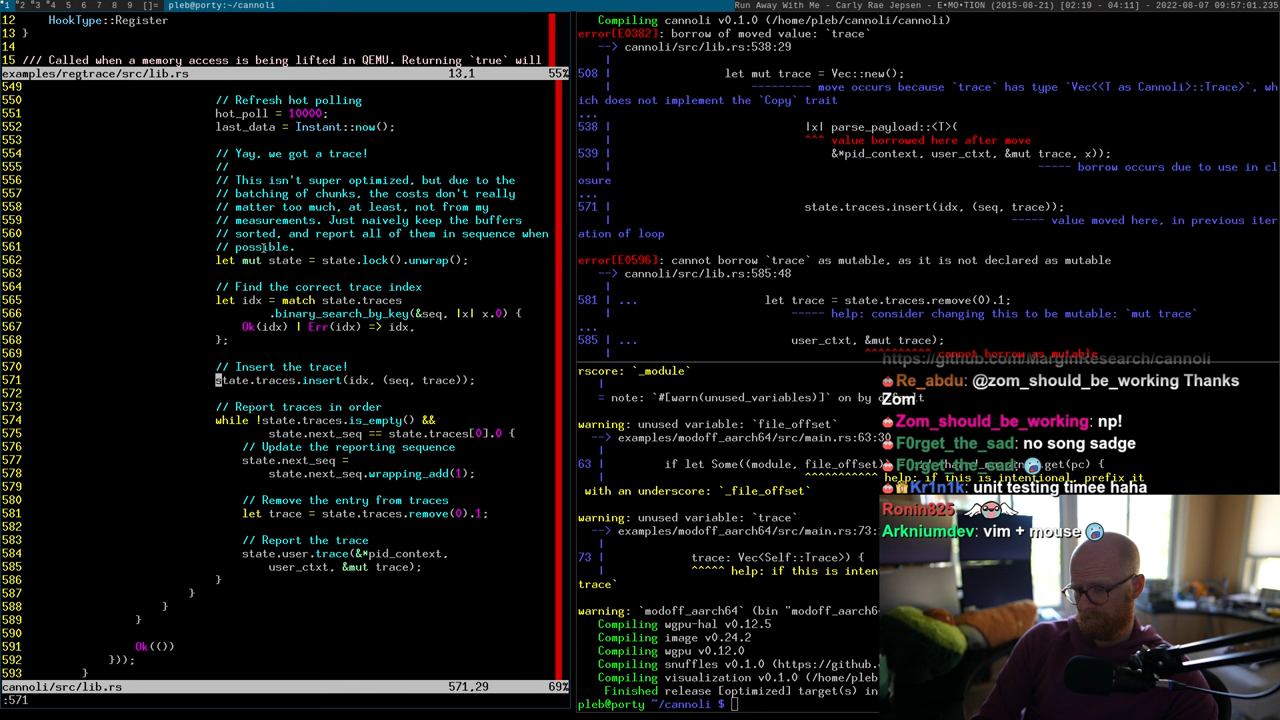 1 2 3 4 5 6 7 8 9 [] pleb@porty:~/cannoli
Run Away With Me - Carly Rae Jepsen - E•MO•TION (2015-08-21) [02:19 - 04:11] - 2022-08-07 09:57:01.235
12     HookType::Register
13 }
14
15 /// Called when a memory access is being lifted in QEMU. Returning `true` will
examples/regtrace/src/lib.rs 13,1 55%
549
550 // Refresh hot polling
551 hot_poll = 10000;
552 last_data = Instant::now();
553
554 // Yay, we got a trace!
555 //
556 // This isn't super optimized, but due to the
557 // batching of chunks, the costs don't really
558 // matter too much, at least, not from my
559 // measurements. Just naively keep the buffers
560 // sorted, and report all of them in sequence when
561 // possible.
562 let mut state = state.lock().unwrap();
563
564 // Find the correct trace index
565 let idx = match state.traces
566 .binary_search_by_key(&seq, |x| x.0) {
567 Ok(idx) | Err(idx) => idx,
568 };
569
570 // Insert the trace!
571 state.traces.insert(idx, (seq, trace));
572
573 // Report traces in order
574 while !state.traces.is_empty() &&
575 state.next_seq == state.traces[0].0 {
576 // Update the reporting sequence
577 state.next_seq =
578 state.next_seq.wrapping_add(1);
579
580 // Remove the entry from traces
581 let trace = state.traces.remove(0).1;
582
583 // Report the trace
584 state.user.trace(&*pid_context,
585 user_ctxt, &mut trace);
586 }
587 }
588 }
589 }
590
591 Ok(())
592 }));
593 }
cannoli/src/lib.rs 571,29 69%
:571
Compiling cannoli v0.1.0 (/home/pleb/cannoli/cannoli)
error[E0382]: borrow of moved value: `trace`
--> cannoli/src/lib.rs:538:29
508 | let mut trace = Vec::new();
| --------- move occurs because `trace` has type `Vec<<T as Cannoli>::Trace>`, wh
ich does not implement the `Copy` trait
...
538 | |x| parse_payload::<T>(
| ^^^ value borrowed here after move
539 | &*pid_context, user_ctxt, &mut trace, x));
| ----- borrow occurs due to use in cl
osure
...
571 | state.traces.insert(idx, (seq, trace));
| ----- value moved here, in previous iter
ation of loop
error[E0596]: cannot borrow `trace` as mutable, as it is not declared as mutable
--> cannoli/src/lib.rs:585:48
581 | ... let trace = state.traces.remove(0).1;
| ----- help: consider changing this to be mutable: `mut trace`
...
585 | ... user_ctxt, &mut trace);
| ^^^^^^^^^^ cannot borrow as mutable
rscore: `_module`
|
= note: `#[warn(unused_variables)]` on by
warning: unused variable: `file_offset`
--> examples/modoff_aarch64/src/main.rs:63:30
|
63 | if let Some((module, file_offset)) .get(pc) {
| ^^^^^^^^^^^ help: if this is intentional, prefix it
with an underscore: `_file_offset`
warning: unused variable: `trace`
--> examples/modoff_aarch64/src/main.rs:73:
|
73 | trace: Vec<Self::Trace>) {
| ^^^^^ help: if this is inten
trace`
warning: `modoff_aarch64` (bin "modoff_aarch6
Compiling wgpu-hal v0.12.5
Compiling image v0.24.2
Compiling wgpu v0.12.0
Compiling snuffles v0.1.0 (https://github.
Compiling visualization v0.1.0 (/home/pleb/
Finished release [optimized] target(s) in
pleb@porty ~/cannoli $
https://github.com/MarginResearch/cannoli
Re_abdu: @zom_should_be_working Thanks
Zom
Zom_should_be_working: np!
F0rget_the_sad: no song sadge
F0rget_the_sad:
Kr1n1k: unit testing timee haha
Ronin825:
Arkniumdev: vim + mouse